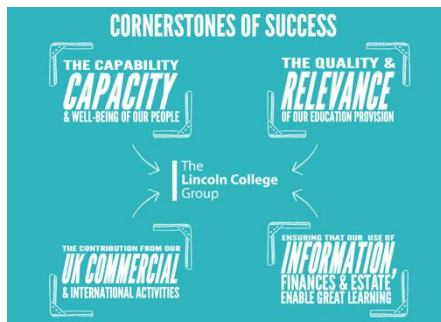 CORNERSTONES OF SUCCESS
THE CAPABILITY
CAPACITY
& WELL-BEING OF OUR PEOPLE
THE QUALITY &
RELEVANCE
OF OUR EDUCATION PROVISION
The
Lincoln College
Group
THE CONTRIBUTION FROM OUR
UK COMMERCIAL
& INTERNATIONAL ACTIVITIES
ENSURING THAT OUR USE OF
INFORMATION,
FINANCES & ESTATE
ENABLE GREAT LEARNING